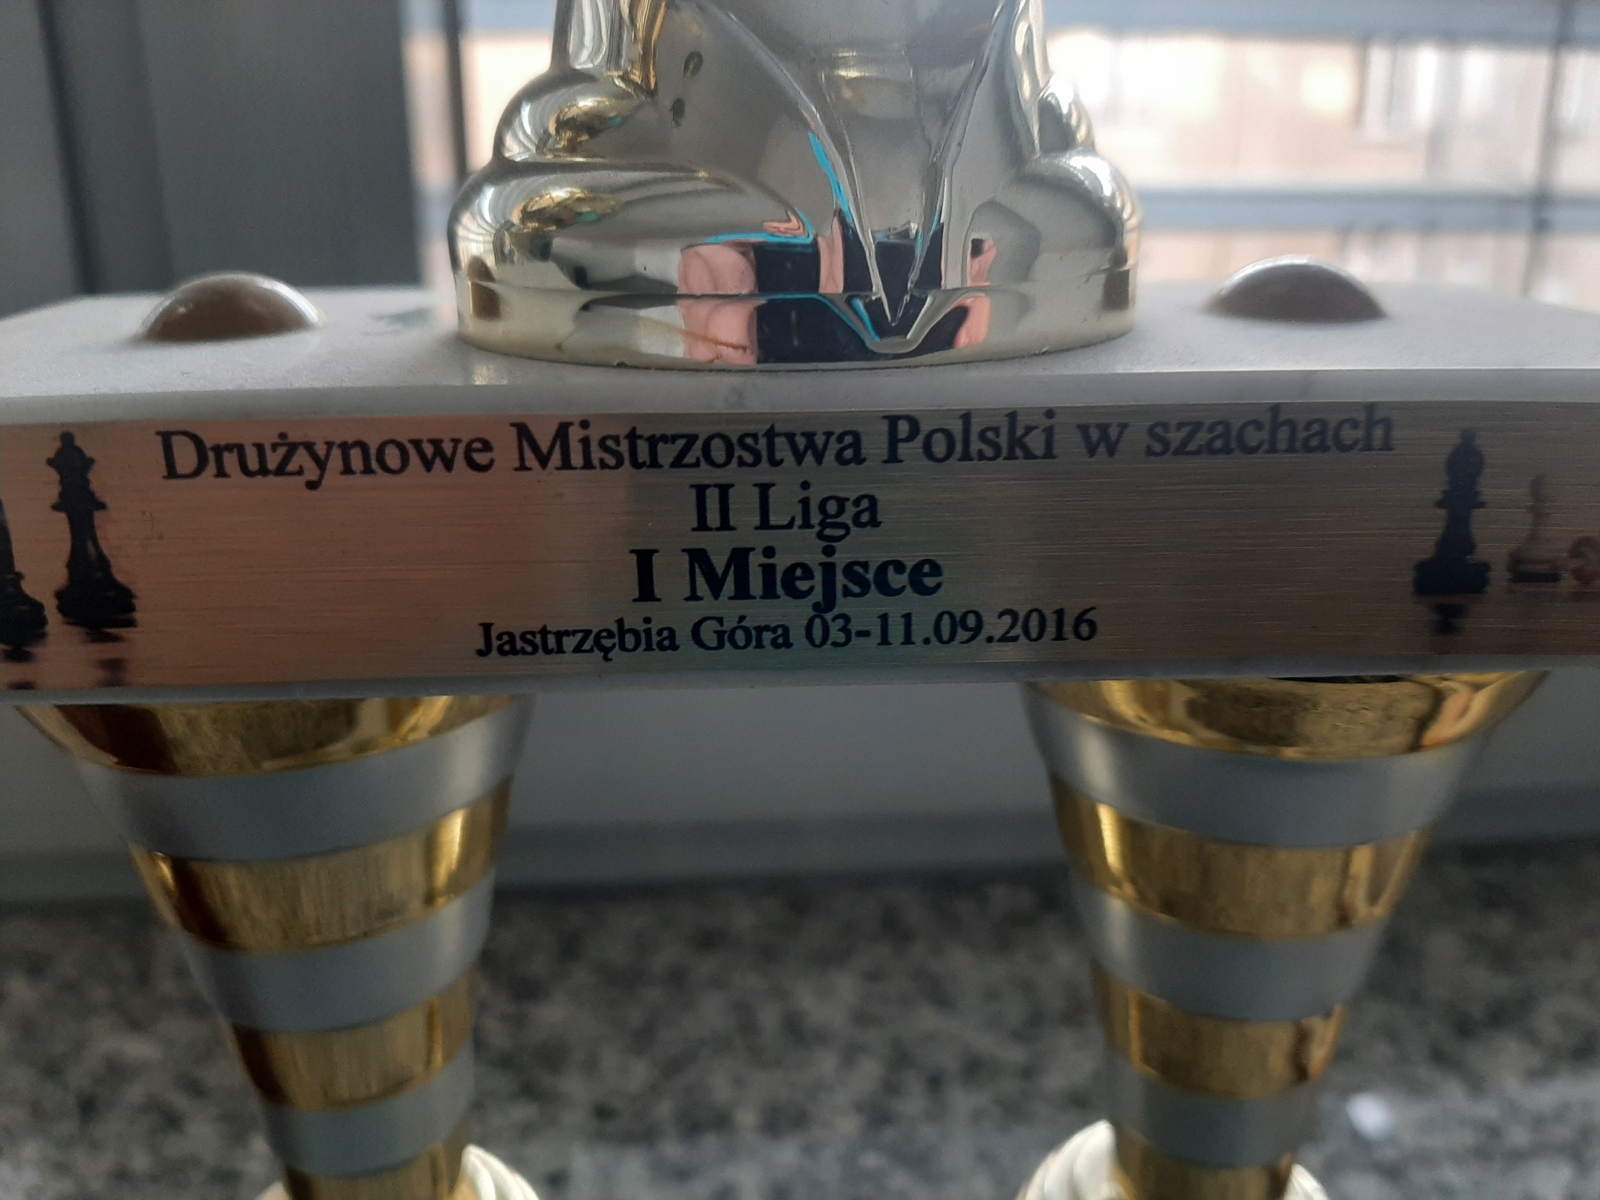 Drużynowe Mistrzostwa Polski w szachach
II Liga
I Miejsce
Jastrzębia Góra 03-11.09.2016